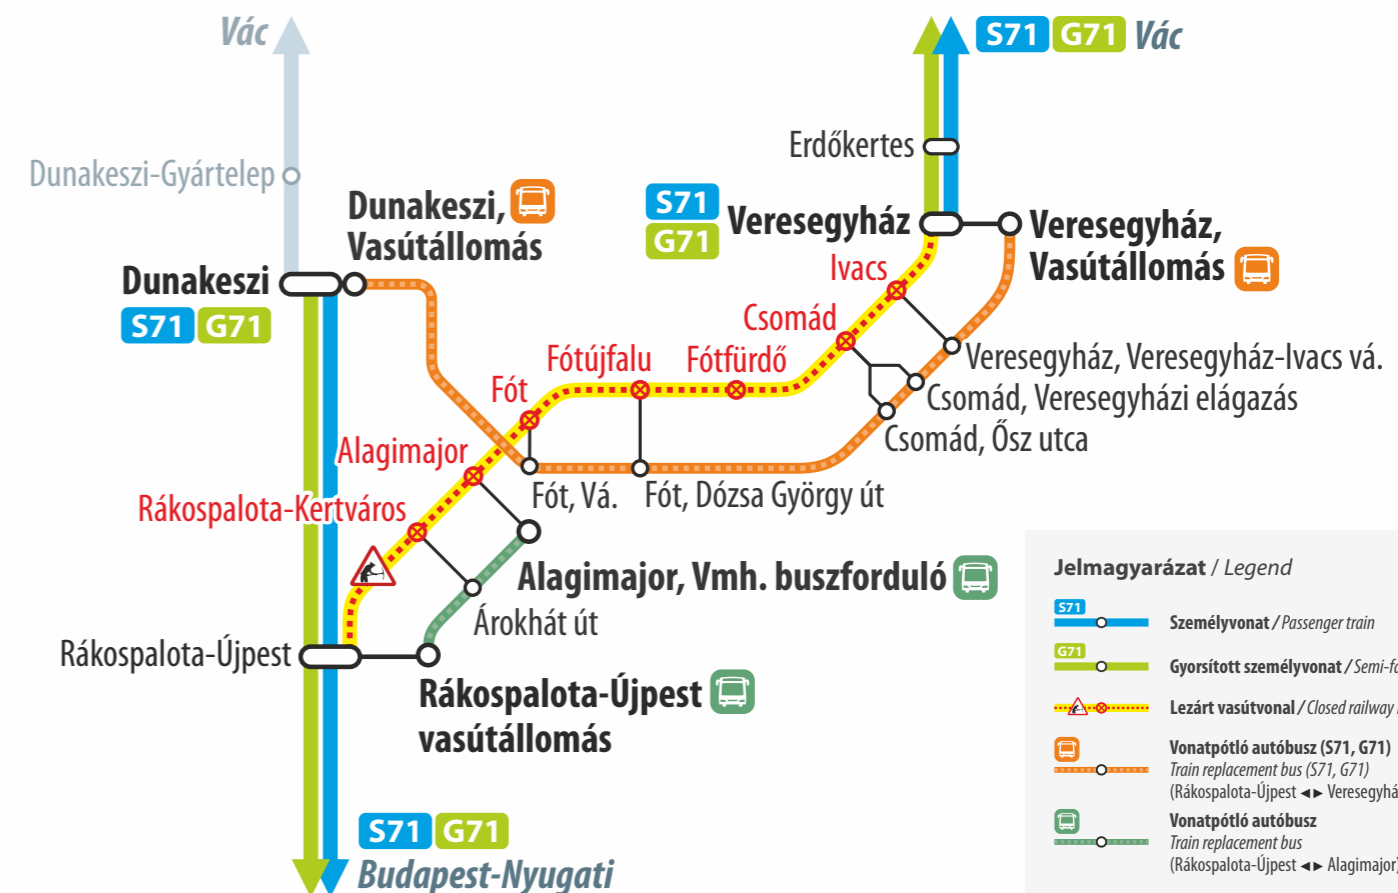 Vác
S71 G71 Vác
Dunakeszi-Gyártelep
Erdőkertes
Dunakeszi,
Vasútállomás
S71
G71
Veresegyház
Veresegyház,
Vasútállomás
Dunakeszi
S71 G71
Ivacs
Csomád
Fótújfalu
Fótfürdő
Fót
Veresegyház, Veresegyház-Ivacs vá.
Csomád, Veresegyházi elágazás
Csomád, Ősz utca
Alagimajor
Fót, Vá.
Fót, Dózsa György út
Rákospalota-Kertváros
Alagimajor, Vmh. buszforduló
Árokhát út
Rákospalota-Újpest
Rákospalota-Újpest
vasútállomás
S71 G71
Budapest-Nyugati
Jelmagyarázat / Legend
S71
Személyvonat / Passenger train
G71
Gyorsított személyvonat / Semi-fa
Lezárt vasútvonal / Closed railway
Vonatpótló autóbusz (S71, G71)
Train replacement bus (S71, G71)
(Rákospalota-Újpest ◄► Veresegyhá
Vonatpótló autóbusz
Train replacement bus
(Rákospalota-Újpest ◄► Alagimajor)